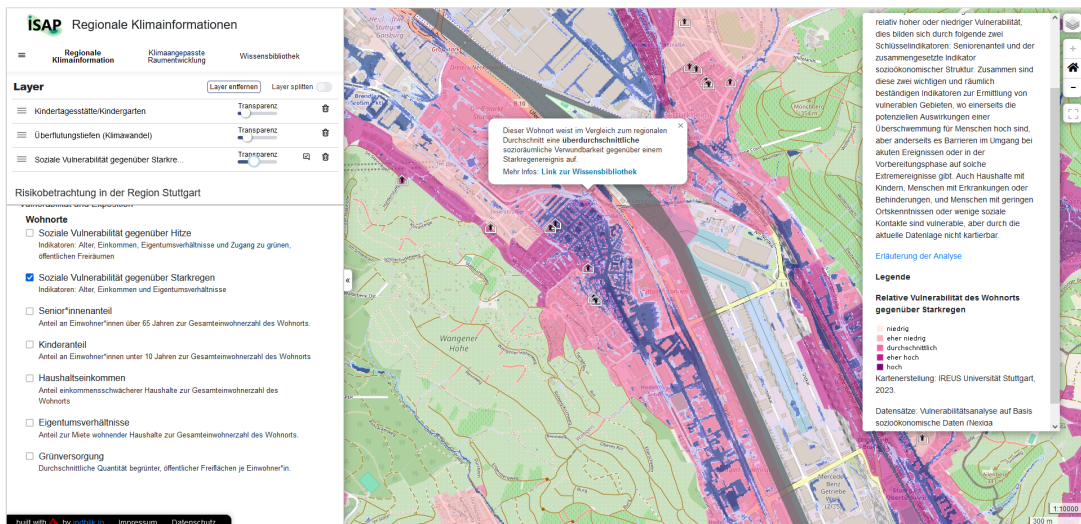 iSAP Regionale Klimainformationen
Regionale
Klimainformation
Klimaangepasste
Raumentwicklung
Wissensbibliothek
Layer
Layer entfernen
Layer splitten
Kindertagesstätte/Kindergarten
Transparenz
Überflutungstiefen (Klimawandel)
Transparenz
Soziale Vulnerabilität gegenüber Starkre...
Transparenz
Risikobetrachtung in der Region Stuttgart
Wohnorte
Soziale Vulnerabilität gegenüber Hitze
Indikatoren: Alter, Einkommen, Eigentumsverhältnisse und Zugang zu grünen,
öffentlichen Freiräumen
Soziale Vulnerabilität gegenüber Starkregen
Indikatoren: Alter, Einkommen und Eigentumsverhältnisse
Senior*innenanteil
Anteil an Einwohner*innen über 65 Jahren zur Gesamteinwohnerzahl des Wohnorts.
Kinderanteil
Anteil an Einwohner*innen unter 10 Jahren zur Gesamteinwohnerzahl des Wohnorts
Haushaltseinkommen
Anteil einkommensschwächerer Haushalte zur Gesamteinwohnerzahl des
Wohnorts
Eigentumsverhältnisse
Anteil zur Miete wohnender Haushalte zur Gesamteinwohnerzahl des Wohnorts.
Grünversorgung
Durchschnittliche Quantität begrünter, öffentlicher Freiflächen je Einwohner*in.
built with by indblik.io Impressum Datenschutz
Dieser Wohnort weist im Vergleich zum regionalen
Durchschnitt eine überdurchschnittliche
sozioräumliche Verwundbarkeit gegenüber einem
Starkregenereignis auf.
Mehr Infos: Link zur Wissensbibliothek
Gaisburg
B 10
Wangener
Höhe
Mercedes-
Benz
Getriebe
Werk
relativ hoher oder niedriger Vulnerabilität,
dies bilden sich durch folgende zwei
Schlüsselindikatoren: Seniorenanteil und der
zusammengesetzte Indikator
sozioökonomischer Struktur. Zusammen sind
diese zwei wichtigen und räumlich
beständigen Indikatoren zur Ermittlung von
vulnerablen Gebieten, wo einerseits die
potenziellen Auswirkungen einer
Überschwemmung für Menschen hoch sind,
aber anderseits es Barrieren im Umgang bei
akuten Ereignissen oder in der
Vorbereitungsphase auf solche
Extremereignisse gibt. Auch Haushalte mit
Kindern, Menschen mit Erkrankungen oder
Behinderungen, und Menschen mit geringen
Ortskenntnissen oder wenige soziale
Kontakte sind vulnerable, aber durch die
aktuelle Datenlage nicht kartierbar.
Erläuterung der Analyse
Legende
Relative Vulnerabilität des Wohnorts
gegenüber Starkregen
niedrig
eher niedrig
durchschnittlich
eher hoch
hoch
Kartenerstellung: IREUS Universität Stuttgart,
2023.
Datensätze: Vulnerabilitätsanalyse auf Basis
sozioökonomische Daten (Nexiga
1:10000
300 m